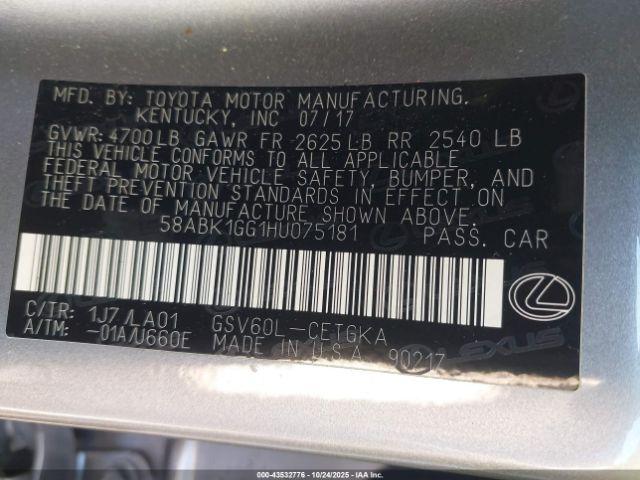 MFD. BY: TOYOTA MOTOR MANUFACTURING.
KENTUCKY, INC 07/17
GVWR: 4700LB GAWR FR 2625LB RR 2540 LB
THIS VEHICLE CONFORMS TO ALL APPLICABLE
FEDERAL MOTOR VEHICLE SAFETY, BUMPER, AND
THEFT PREVENTION STANDARDS IN EFFECT ON
THE DATE OF MANUFACTURE SHOWN ABOVE.
58ABK1GG1HU075181 PASS. CAR
C/TR: 1J7/LA01 GSV60L-CETGKA
A/TM: -01A/U660E MADE IN U.S.A. 90217
LEXUS
000-43532776 - 10/24/2025 - IAA Inc.